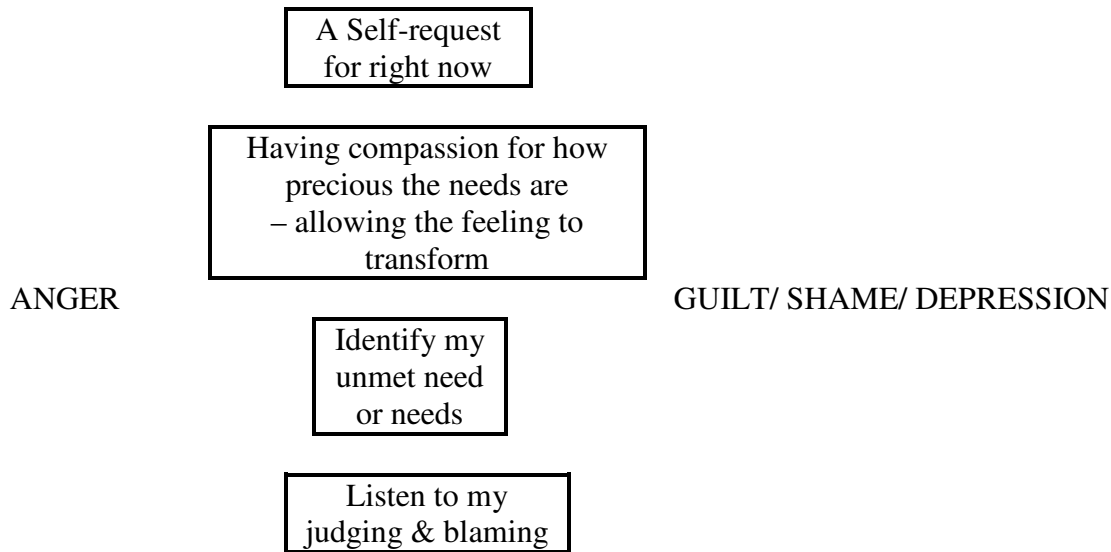 A Self-request
for right now
Having compassion for how
precious the needs are
– allowing the feeling to
transform
ANGER
GUILT/ SHAME/ DEPRESSION
Identify my
unmet need
or needs
Listen to my
judging & blaming